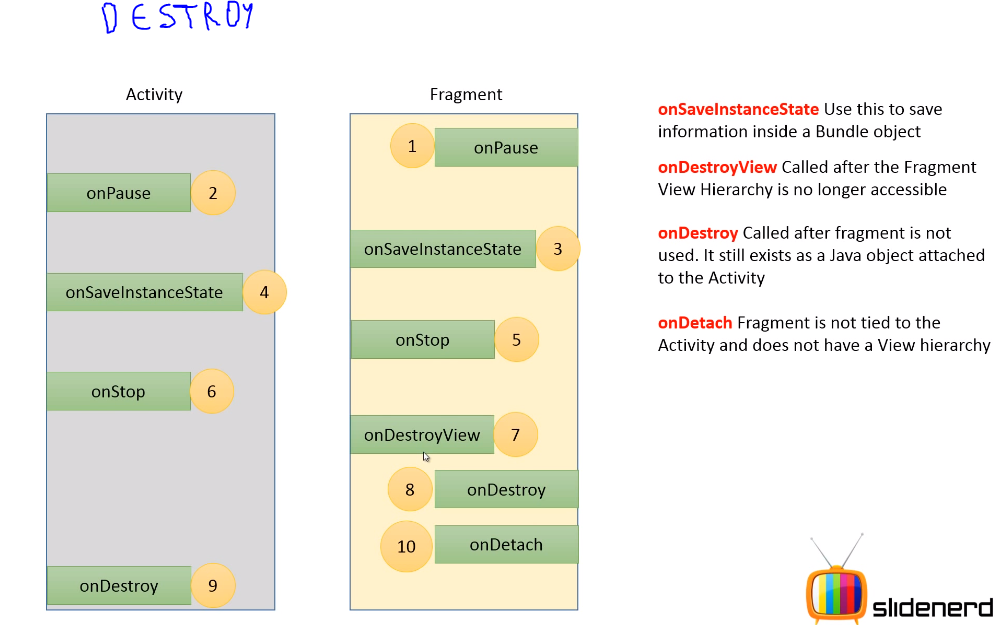 DESTROY
Activity
Fragment
1
onPause
onPause
2
onSaveInstanceState
3
onSaveInstanceState
4
onStop
5
onStop
6
onDestroyView
7
8
onDestroy
10
onDetach
onDestroy
9
onSaveInstanceState Use this to save
information inside a Bundle object
onDestroyView Called after the Fragment
View Hierarchy is no longer accessible
onDestroy Called after fragment is not
used. It still exists as a Java object attached
to the Activity
onDetach Fragment is not tied to the
Activity and does not have a View hierarchy
slidenerd